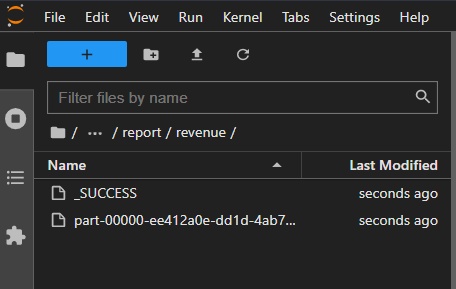 File Edit View Run Kernel Tabs Settings Help
+
Filter files by name
/ ... / report / revenue /
Name Last Modified
_SUCCESS seconds ago
part-00000-ee412a0e-dd1d-4ab7... seconds ago